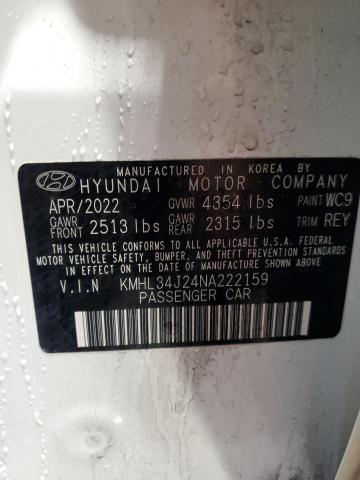 MANUFACTURED IN KOREA BY
HYUNDAI MOTOR COMPANY
APR/2022 GVWR 4354 lbs PAINT WC9
GAWR FRONT 2513 lbs GAWR REAR 2315 lbs TRIM REY
THIS VEHICLE CONFORMS TO ALL APPLICABLE U.S.A. FEDERAL
MOTOR VEHICLE SAFETY, BUMPER, AND THEFT PREVENTION STANDARDS
IN EFFECT ON THE DATE OF MANUFACTURE SHOWN ABOVE.
V.I.N KMHL34J24NA222159
PASSENGER CAR